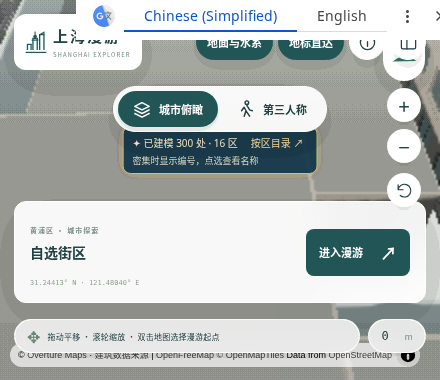 Chinese (Simplified)
English
上海漫游
SHANGHAI EXPLORER
地面与水系
地标直达
城市俯瞰
第三人称
✦ 已建模 300 处 · 16 区 按区目录 ↗
密集时显示编号，点选查看名称
黄浦区 · 城市探索
自选街区
31.24413° N · 121.48040° E
进入漫游 ↗
拖动平移 · 滚轮缩放 · 双击地图选择漫游起点
0 m
© Overture Maps · 建筑数据来源 | OpenFreeMap © OpenMapTiles Data from OpenStreetMap